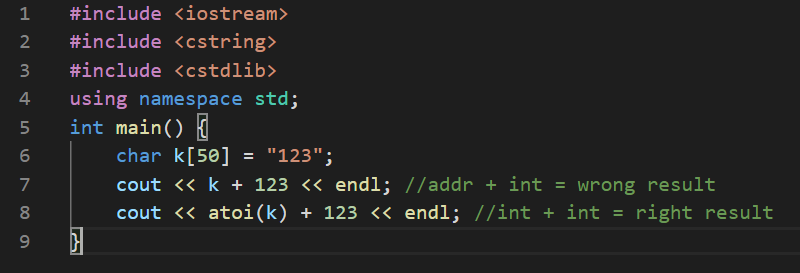 1 #include <iostream>
2 #include <cstring>
3 #include <cstdlib>
4 using namespace std;
5 int main() {
6     char k[50] = "123";
7     cout << k + 123 << endl; //addr + int = wrong result
8     cout << atoi(k) + 123 << endl; //int + int = right result
9 }